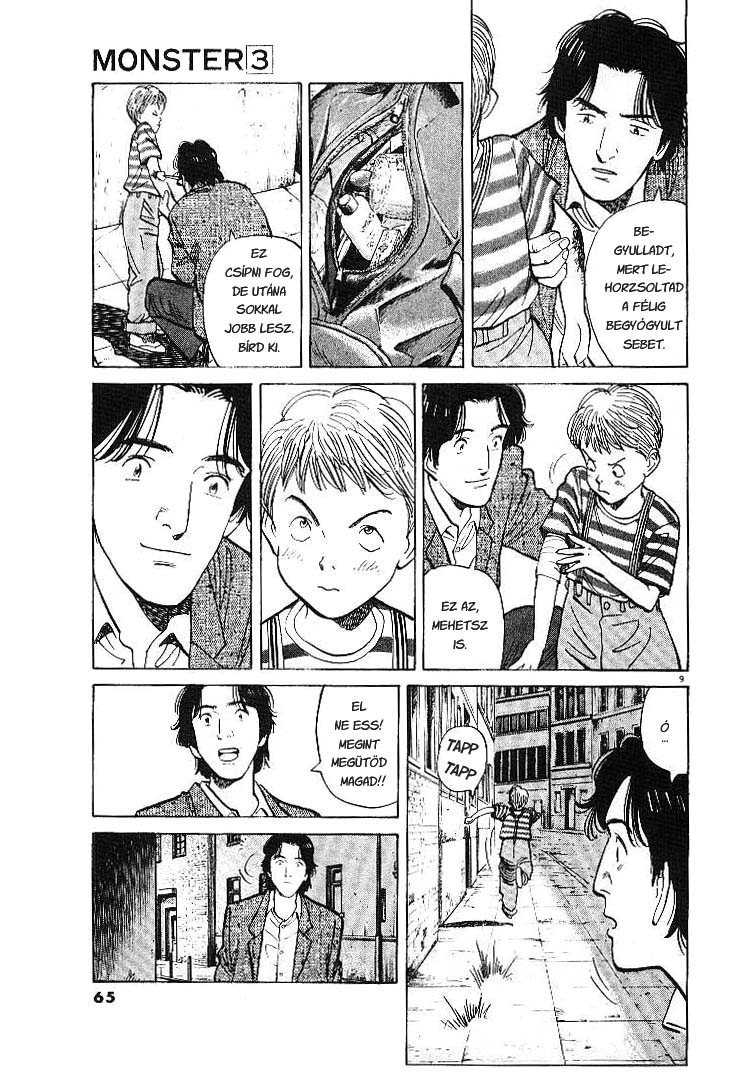 MONSTER 3
BE-
GYULLADT,
MERT LE-
HORZSOLTAD
A FÉLIG
BEGYÓGYULT
SEBET.
EZ
CSÍPNI FOG,
DE UTÁNA
SOKKAL
JOBB LESZ.
BÍRD KI.
EZ AZ,
MEHETSZ
IS.
9
Ó
...
TAPP
TAPP
EL
NE ESS!
MEGINT
MEGÜTÖD
MAGAD!!
65